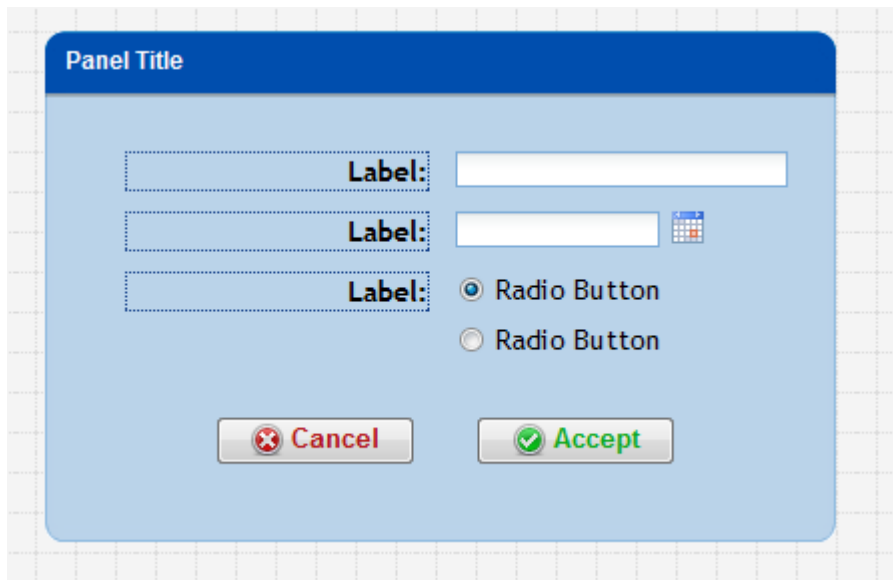 Panel Title
Label:
Label:
Label: Radio Button
Radio Button
Cancel Accept